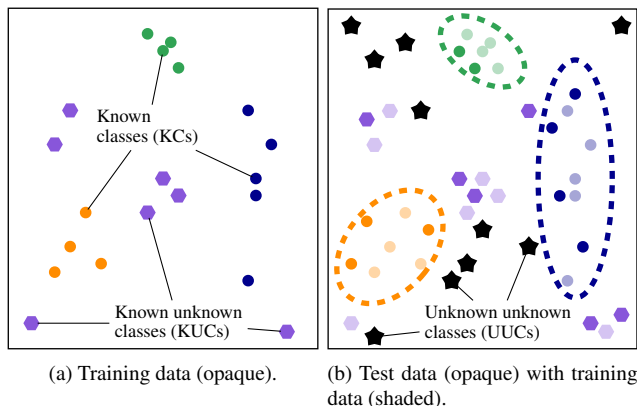 Known
classes (KCs)
Known unknown
classes (KUCs)
(a) Training data (opaque).
Unknown unknown
classes (UUCs)
(b) Test data (opaque) with training
data (shaded).